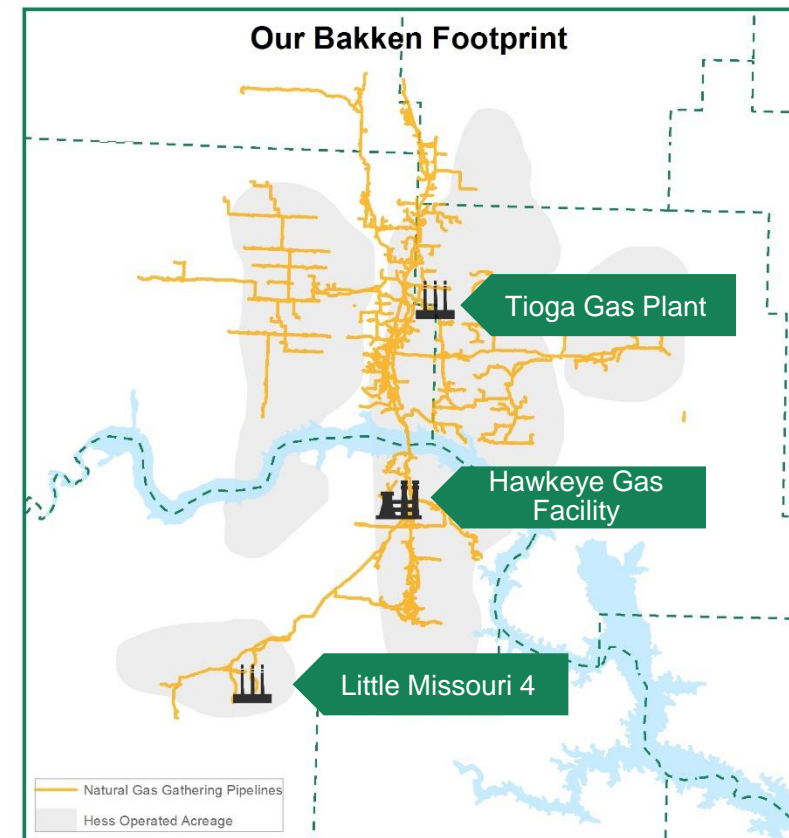 Our Bakken Footprint
Tioga Gas Plant
Hawkeye Gas
Facility
Little Missouri 4
Natural Gas Gathering Pipelines
Hess Operated Acreage